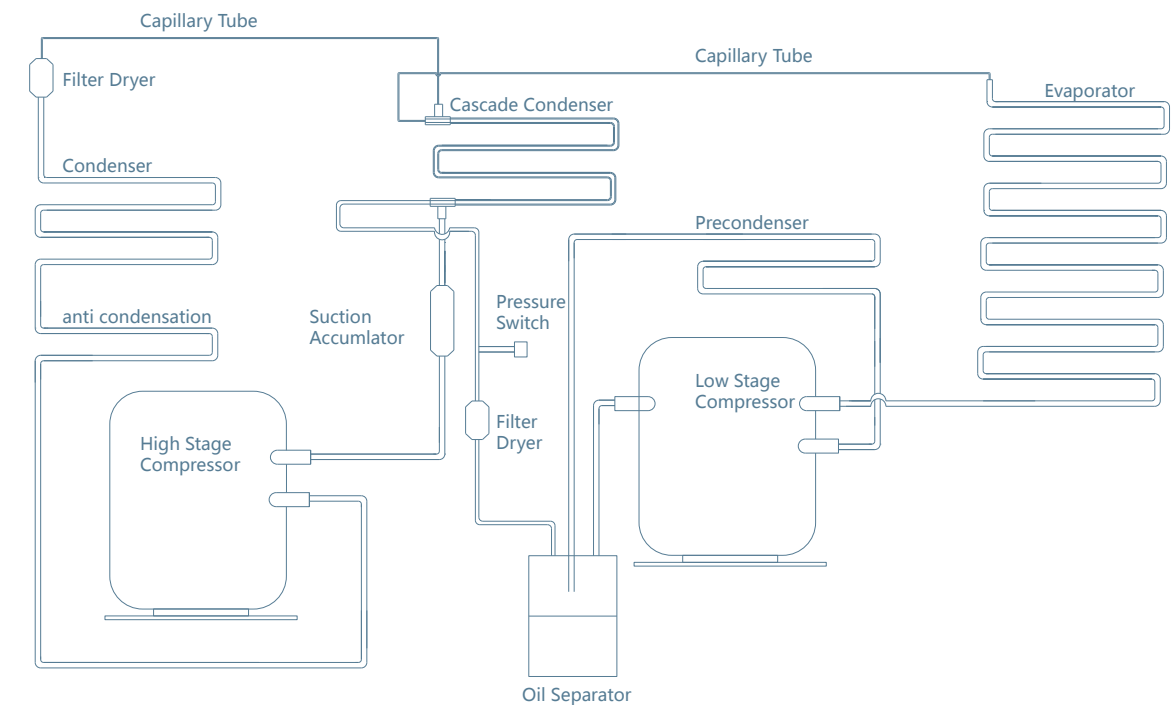 Capillary Tube
Capillary Tube
Filter Dryer
Evaporator
Cascade Condenser
Condenser
Precondenser
anti condensation
Suction
Accumlator
Pressure
Switch
Low Stage
Compressor
Filter
Dryer
High Stage
Compressor
Oil Separator